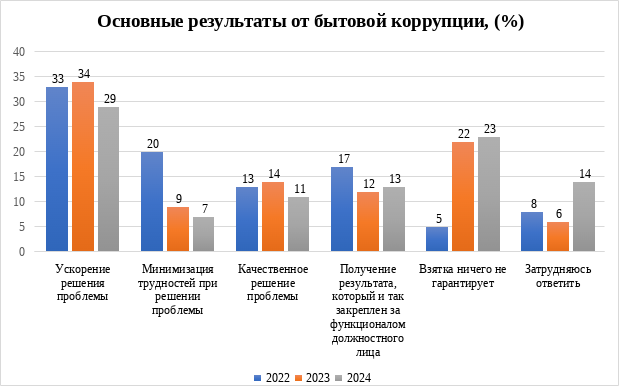 Основные результаты от бытовой коррупции, (%)
40
35
30
25
20
15
10
5
0
33 34 29
20 9 7
13 14 11
17 12 13
5 22 23
8 6 14
Ускорение
решения
проблемы
Минимизация
трудностей при
решении
проблемы
Качественное
решение
проблемы
Получение
результата,
который и так
закреплен за
функционалом
должностного
лица
Взятка ничего не
гарантирует
Затрудняюсь
ответить
2022 2023 2024